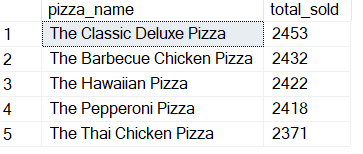 pizza_name total_sold
1 The Classic Deluxe Pizza 2453
2 The Barbecue Chicken Pizza 2432
3 The Hawaiian Pizza 2422
4 The Pepperoni Pizza 2418
5 The Thai Chicken Pizza 2371